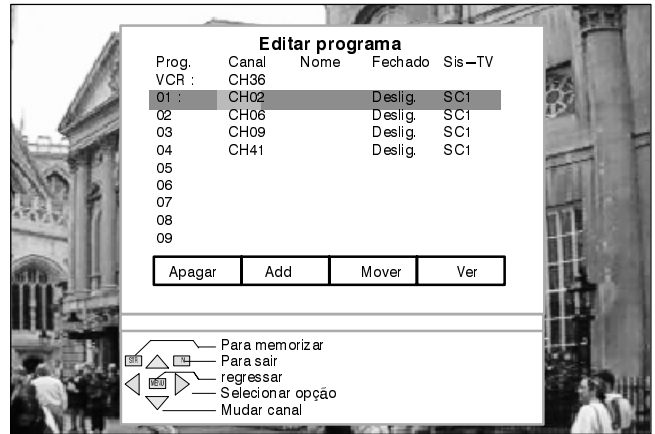 Editar programa
Prog. Canal Nome Fechado Sis-TV
VCR : CH36
01 : CH02 Deslig. SC1
02 CH06 Deslig. SC1
03 CH09 Deslig. SC1
04 CH41 Deslig. SC1
05
06
07
08
09
Apagar Add Mover Ver
Para memorizar
STR N Para sair
regressar
MENU Selecionar opção
Mudar canal